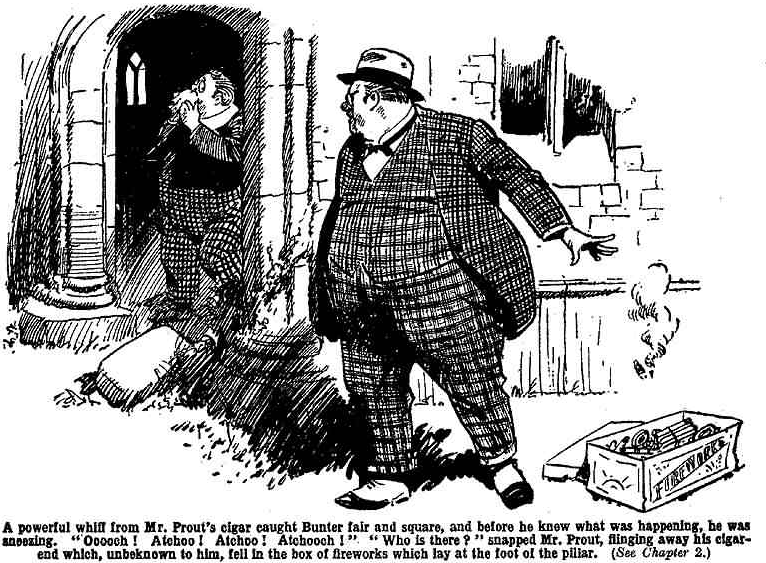 FIREWORKS
A powerful whiff from Mr. Prout's cigar caught Bunter fair and square, and before he knew what was happening, he was
sneezing. "Oooooh ! Atchoo ! Atchoo ! Atchooch !" "Who is there ?" snapped Mr. Prout, flinging away his cigar-
end which, unbeknown to him, fell in the box of fireworks which lay at the foot of the pillar. (See Chapter 2.)